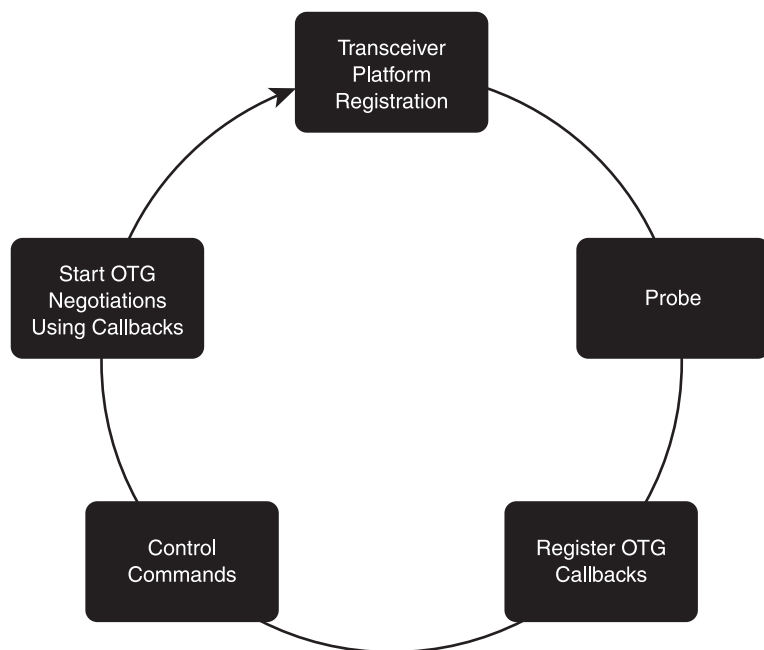 Transceiver
Platform
Registration
Probe
Register OTG
Callbacks
Control
Commands
Start OTG
Negotiations
Using Callbacks